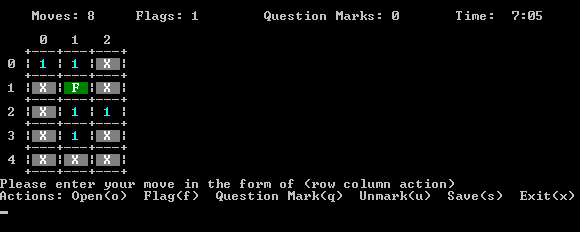 Moves: 8 Flags: 1 Question Marks: 0 Time: 7:05
0 1 2
+---+---+---+
0 ¦ 1 ¦ 1 ¦ X ¦
+---+---+---+
1 ¦ X ¦ F ¦ X ¦
+---+---+---+
2 ¦ X ¦ 1 ¦ 1 ¦
+---+---+---+
3 ¦ X ¦ 1 ¦ X ¦
+---+---+---+
4 ¦ X ¦ X ¦ X ¦
+---+---+---+
Please enter your move in the form of (row column action)
Actions: Open(o) Flag(f) Question Mark(q) Unmark(u) Save(s) Exit(x)